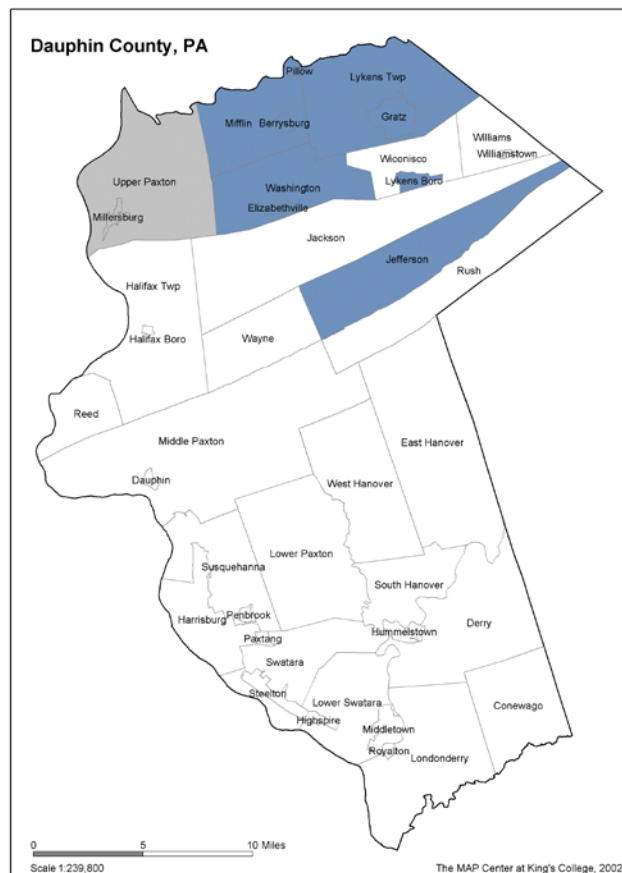 Dauphin County, PA
Pillow
Lykens Twp
Mifflin
Berrysburg
Gratz
Williams
Williamstown
Wiconisco
Upper Paxton
Washington
Lykens Boro
Elizabethville
Millersburg
Jackson
Jefferson
Rush
Halifax Twp
Halifax Boro
Wayne
Reed
Middle Paxton
East Hanover
Dauphin
West Hanover
Lower Paxton
Susquehanna
South Hanover
Harrisburg
Penbrook
Hummelstown
Derry
Paxtang
Swatara
Steelton
Lower Swatara
Conewago
Highspire
Middletown
Royalton
Londonderry
0 5 10 Miles
Scale 1:239,800
The MAP Center at King's College, 2002